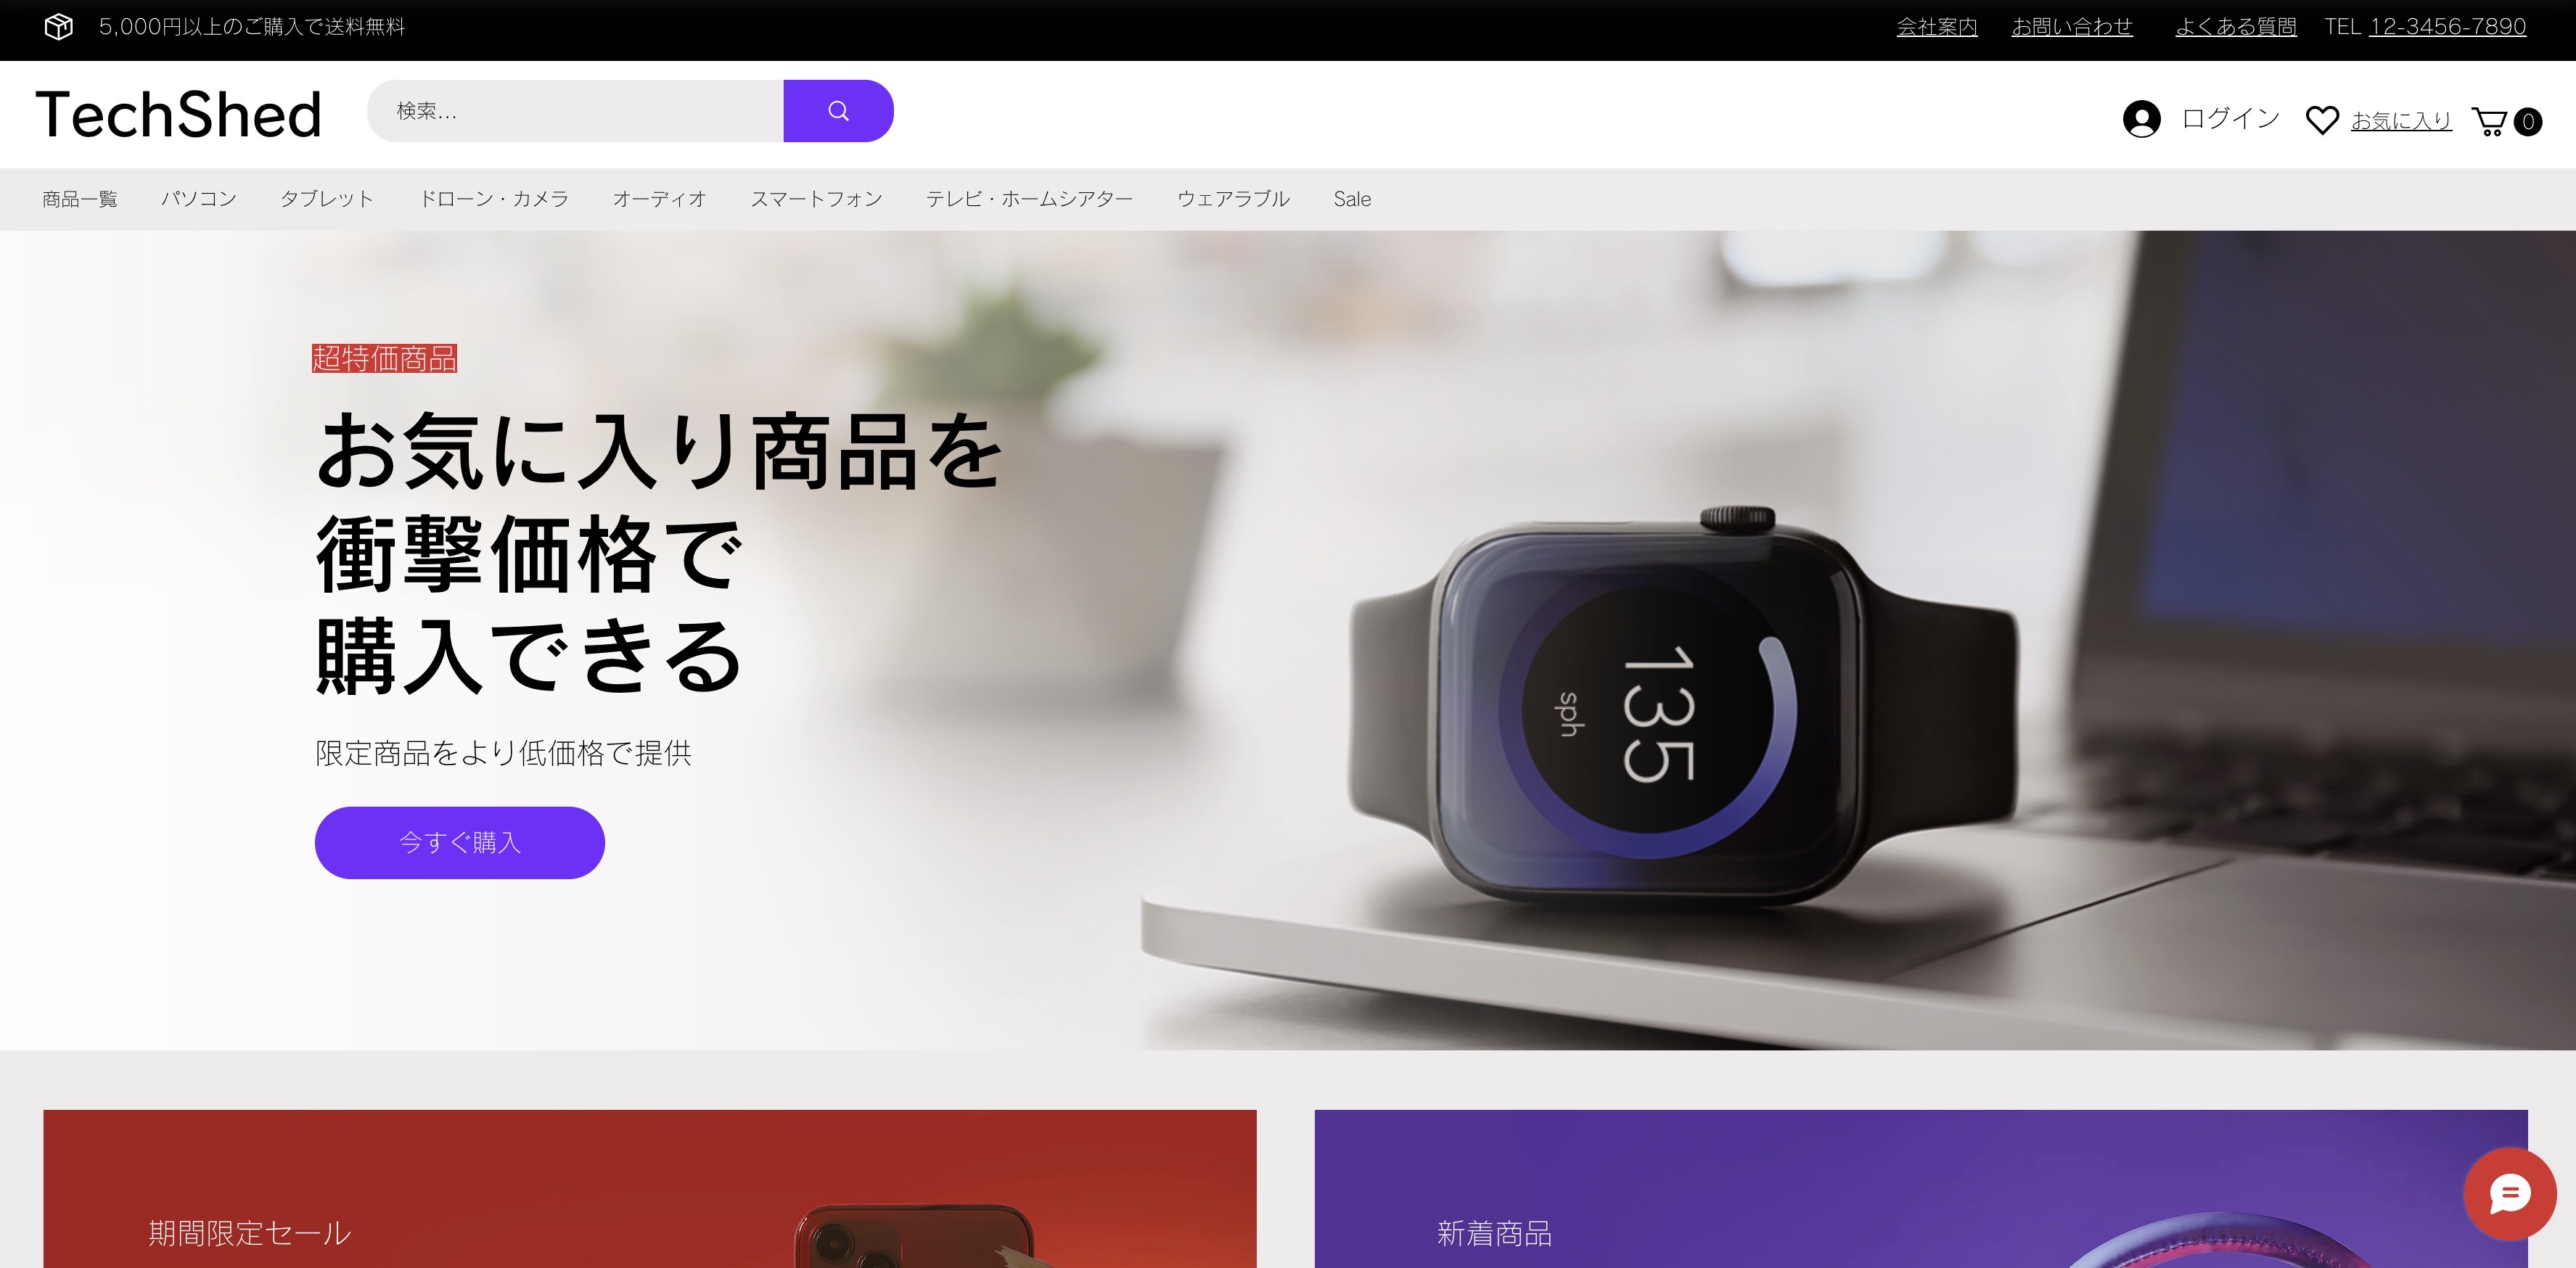 5,000円以上のご購入で送料無料
会社案内 お問い合わせ よくある質問 TEL 12-3456-7890
TechShed
検索...
ログイン
お気に入り
0
商品一覧 パソコン タブレット ドローン・カメラ オーディオ スマートフォン テレビ・ホームシアター ウェアラブル Sale
超特価商品
お気に入り商品を
衝撃価格で
購入できる
限定商品をより低価格で提供
今すぐ購入
135
sph
期間限定セール
新着商品